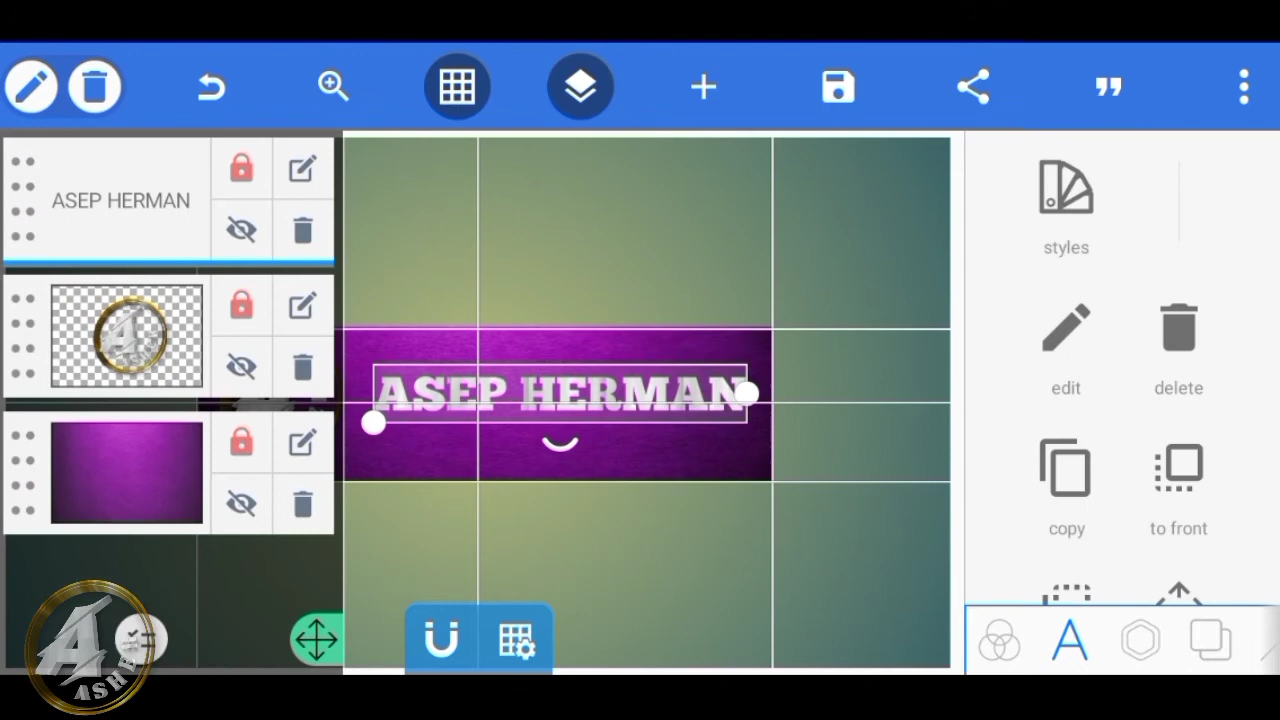 ASEP HERMAN
styles
ASEP HERMAN
edit
delete
copy
to front
A
ASHER